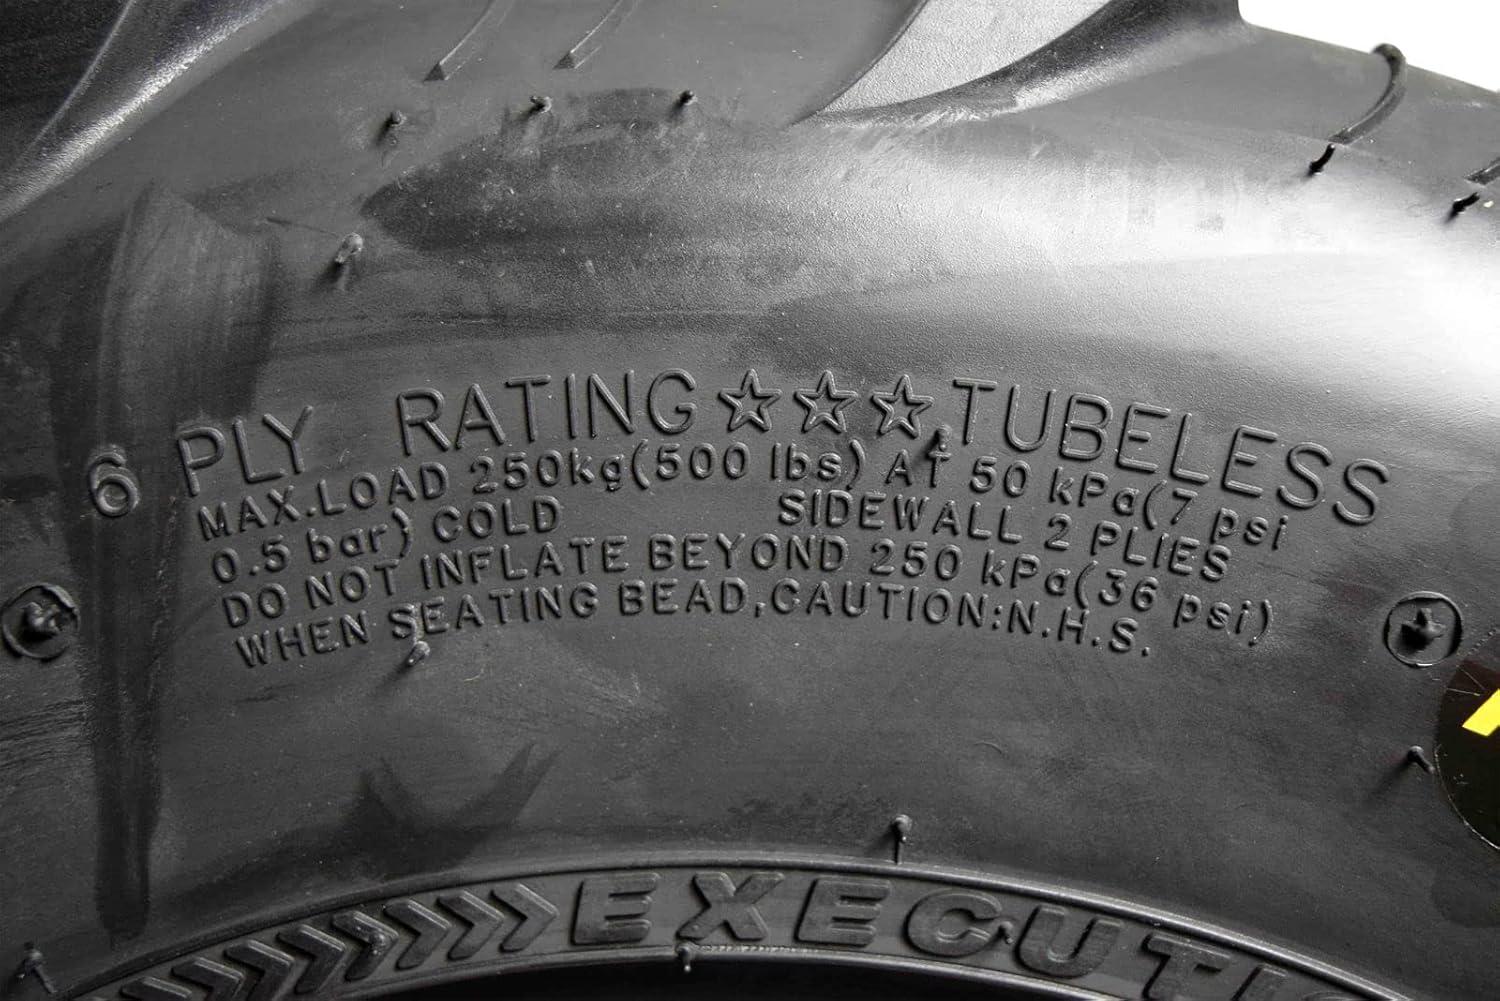 6 PLY RATING☆☆☆TUBELESS
MAX.LOAD 250kg(500 lbs) AT 50 kPa(7 psi
0.5 bar) COLD SIDEWALL 2 PLIES
DO NOT INFLATE BEYOND 250 kPa(36 psi)
WHEN SEATING BEAD,CAUTION:N.H.S.
EXECUTI